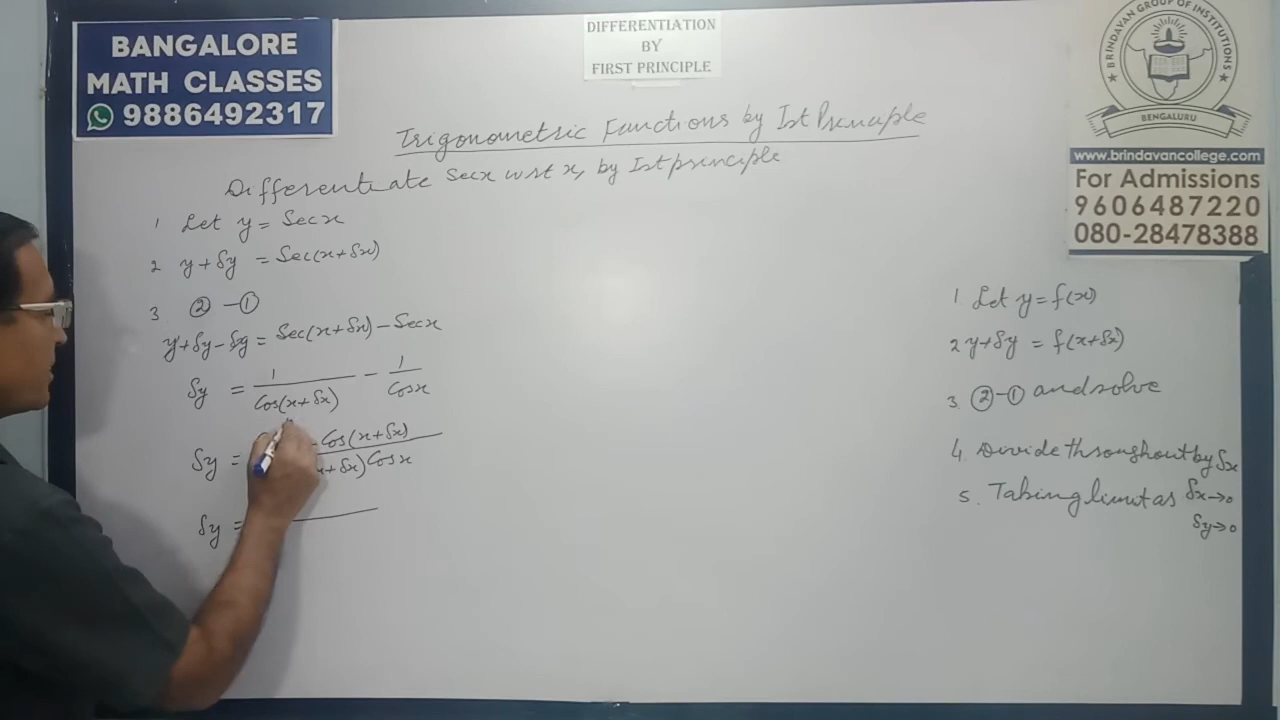 BANGALORE
MATH CLASSES
9886492317
DIFFERENTIATION
BY
FIRST PRINCIPLE
BRINDAVAN GROUP OF INSTITUTIONS
BENGALURU
www.brindavancollege.com
For Admissions
9606487220
080-28478388
Trigonometric Functions by Ist Principle
Differentiate Secx wrt x, by Ist principle
1 Let y = Secx
2 y+δy = Sec(x+δx)
3 ② - ①
y+δy-δy = Sec(x+δx) - Secx
δy = 1/Cos(x+δx) - 1/Cosx
δy = - Cos(x+δx)
x+δx) Cosx
δy =
1 Let y = f(x)
2 y+δy = f(x+δx)
3. ②-① and solve
4. Divide throughout by δx
5. Taking limit as δx→0
δy→0